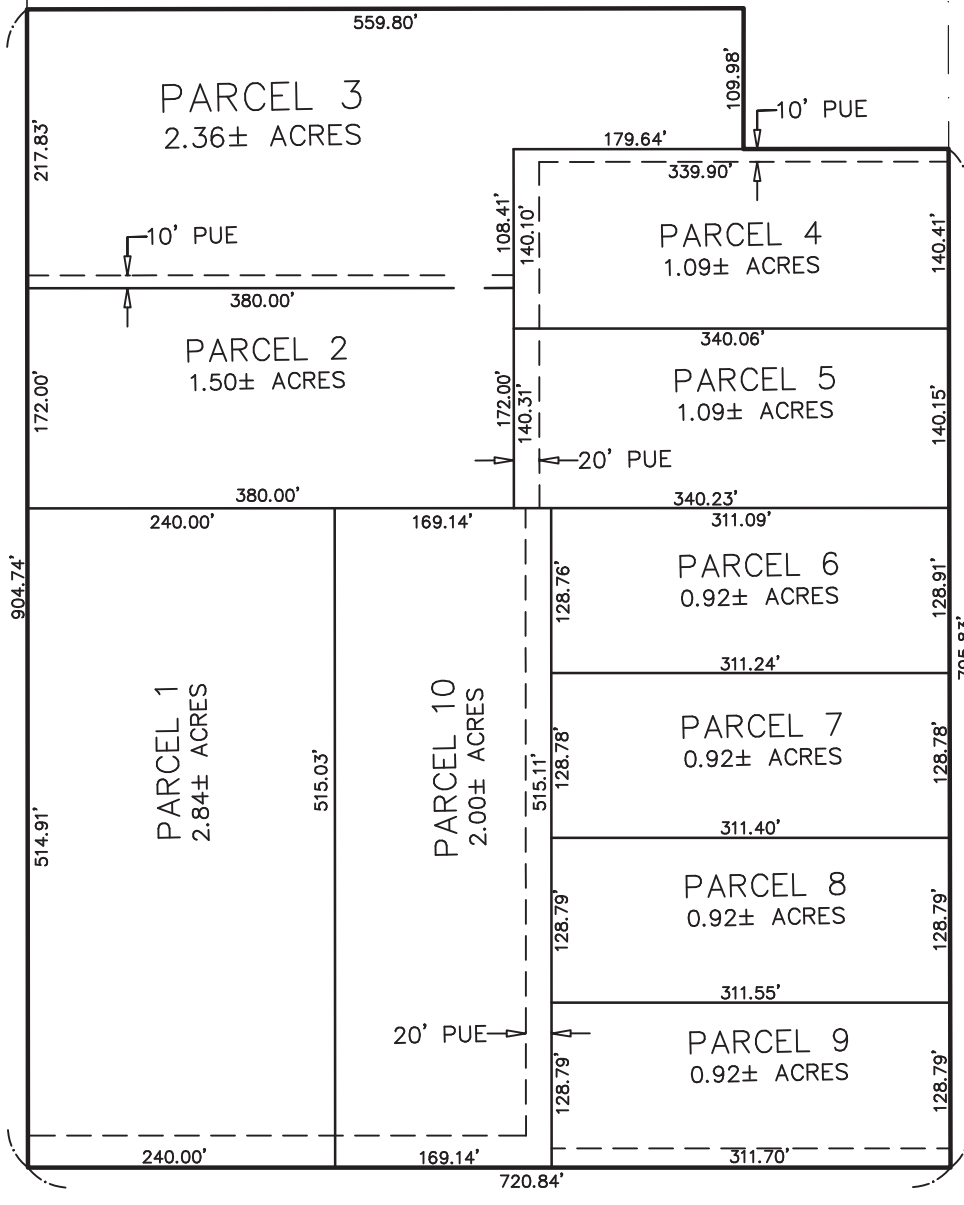 559.80'
PARCEL 3
2.36± ACRES
217.83'
109.98'
10' PUE
179.64'
339.90'
108.41'
140.10'
PARCEL 4
1.09± ACRES
140.41'
10' PUE
380.00'
340.06'
PARCEL 2
1.50± ACRES
172.00'
172.00'
140.31'
PARCEL 5
1.09± ACRES
140.15'
20' PUE
380.00'
340.23'
240.00'
169.14'
311.09'
904.74'
PARCEL 6
0.92± ACRES
128.76'
128.91'
311.24'
PARCEL 1
2.84± ACRES
514.91'
515.03'
PARCEL 10
2.00± ACRES
515.11'
128.78'
PARCEL 7
0.92± ACRES
128.78'
311.40'
PARCEL 8
0.92± ACRES
128.79'
128.79'
311.55'
20' PUE
PARCEL 9
0.92± ACRES
128.79'
128.79'
240.00'
169.14'
311.70'
720.84'